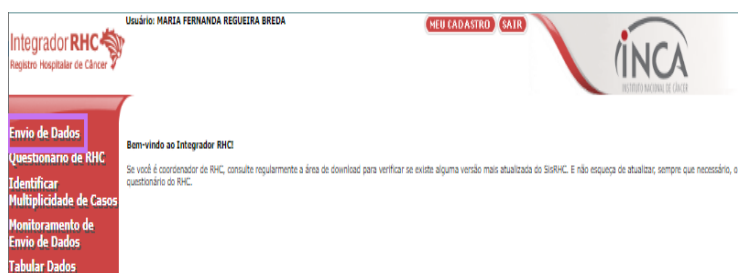 Usuário: MARIA FERNANDA REGUEIRA BREDA
MEU CADASTRO
SAIR
Integrador RHC
Registro Hospitalar de Câncer
INCA
INSTITUTO NACIONAL DE CÂNCER
Envio de Dados
Questionário de RHC
Identificar
Multiplicidade de Casos
Monitoramento de
Envio de Dados
Tabular Dados
Bem-vindo ao Integrador RHC!
Se você é coordenador de RHC, consulte regularmente a área de download para verificar se existe alguma versão mais atualizada do SisRHC. E não esqueça de atualizar, sempre que necessário, o
questionário do RHC.